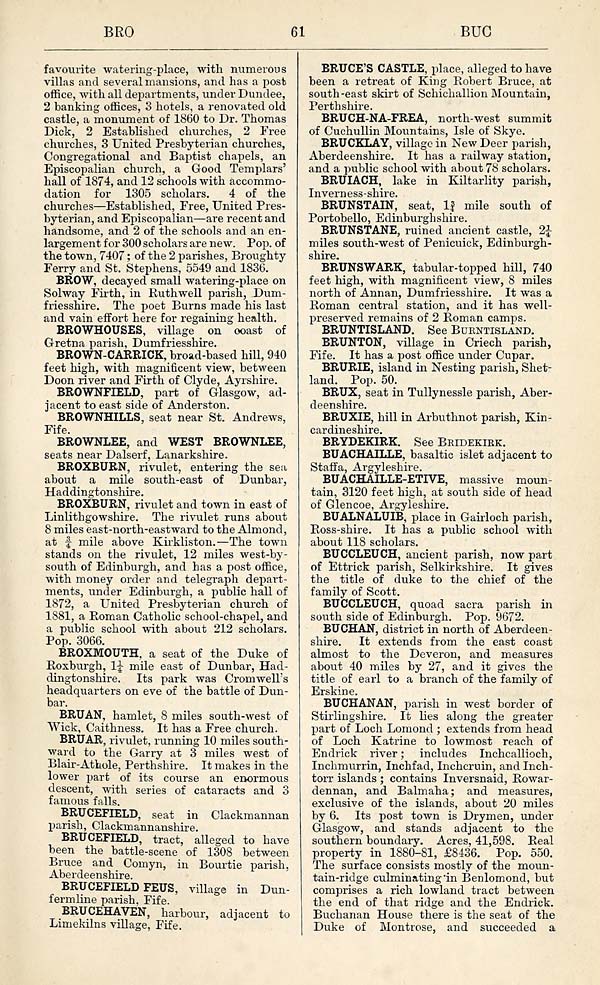 BRO 61 BUC
favourite watering-place, with numerous
villas and several mansions, and has a post
office, with all departments, under Dundee,
2 banking offices, 3 hotels, a renovated old
castle, a monument of 1860 to Dr. Thomas
Dick, 2 Established churches, 2 Free
churches, 3 United Presbyterian churches,
Congregational and Baptist chapels, an
Episcopalian church, a Good Templars'
hall of 1874, and 12 schools with accommo-
dation for 1305 scholars. 4 of the
churches—Established, Free, United Pres-
byterian, and Episcopalian—are recent and
handsome, and 2 of the schools and an en-
largement for 300 scholars are new. Pop. of
the town, 7407; of the 2 parishes, Broughty
Ferry and St. Stephens, 5549 and 1836.
BROW, decayed small watering-place on
Solway Firth, in Ruthwell parish, Dum-
friesshire. The poet Burns made his last
and vain effort here for regaining health.
BROWHOUSES, village on coast of
Gretna parish, Dumfriesshire.
BROWN-CARRICK, broad-based hill, 940
feet high, with magnificent view, between
Doon river and Firth of Clyde, Ayrshire.
BROWNFIELD, part of Glasgow, ad-
jacent to east side of Anderston.
BROWNHILLS, seat near St. Andrews,
Fife.
BROWNLEE, and WEST BROWNLEE,
seats near Dalserf, Lanarkshire.
BROXBURN, rivulet, entering the sea
about a mile south-east of Dunbar,
Haddingtonshire.
BROXBURN, rivulet and town in east of
Linlithgowshire. The rivulet runs about
8 miles east-north-eastward to the Almond,
at ¾ mile above Kirkliston.—The town
stands on the rivulet, 12 miles west-by-
south of Edinburgh, and has a post office,
with money order and telegraph depart-
ments, under Edinburgh, a public hall of
1872, a United Presbyterian church of
1881, a Roman Catholic school-chapel, and
a public school with about 212 scholars.
Pop. 3066.
BROXMOUTH, a seat of the Duke of
Roxburgh, 1¼ mile east of Dunbar, Had-
dingtonshire. Its park was Cromwell's
headquarters on eve of the battle of Dun-
bar.
BRUAN, hamlet, 8 miles south-west of
Wick, Caithness. It has a Free church.
BRUAR, rivulet, running 10 miles south-
ward to the Garry at 3 miles west of
Blair-Athole, Perthshire. It makes in the
lower part of its course an enormous
descent, with series of cataracts and 3
famous falls.
BRUCEFIELD, seat in Clackmannan
parish, Clackmannanshire.
BRUCEFIELD, tract, alleged to have
been the battle-scene of 1308 between
Bruce and Comyn, in Bourtie parish,
Aberdeenshire.
BRUCEFIELD FEUS, village in Dun-
fermline parish, Fife.
BRUCEHAVEN, harbour, adjacent to
Limekilns village, Fife.
BRUCE'S CASTLE, place, alleged to have
been a retreat of King Robert Bruce, at
south-east skirt of Schichallion Mountain,
Perthshire.
BRUCH-NA-FREA, north-west summit
of Cuchullin Mountains, Isle of Skye.
BRUCKLAY, village in New Deer parish,
Aberdeenshire. It has a railway station,
and a public school with about 78 scholars.
BRUIACH, lake in Kiltarlity parish,
Inverness-shire.
BRUNSTAIN, seat, 1¾ mile south of
Portobello, Edinburghshire.
BRUNSTANE, ruined ancient castle, 2¼
miles south-west of Penicuick, Edinburgh-
shire.
BRUNSWARK, tabular-topped hill, 740
feet high, with magnificent view, 8 miles
north of Annan, Dumfriesshire. It was a
Roman central station, and it has well-
preserved remains of 2 Roman camps.
BRUNTISLAND. See BURNTISLAND.
BRUNTON, village in Criech parish,
Fife. It has a post office under Cupar.
BRURIE, island in Nesting parish, Shet-
land. Pop. 50.
BRUX, seat in Tullynessle parish, Aber-
deenshire.
BRUXIE, hill in Arbuthnot parish, Kin-
cardineshire.
BRYDEKIRK. See BRIDEKIRK.
BUACHAILLE, basaltic islet adjacent to
Staffa, Argyleshire.
BUACHAILLE-ETIVE, massive moun-
tain, 3120 feet high, at south side of head
of Glencoe, Argyleshire.
BUALNALUIB, place in Gairloch parish,
Ross-shire. It has a public school with
about 118 scholars.
BUCCLEUCH, ancient parish, now part
of Ettrick parish, Selkirkshire. It gives
the title of duke to the chief of the
family of Scott.
BUCCLEUCH, quoad sacra parish in
south side of Edinburgh. Pop. 9672.
BUCHAN, district in north of Aberdeen-
shire. It extends from the east coast
almost to the Deveron, and measures
about 40 miles by 27, and it gives the
title of earl to a branch of the family of
Erskine.
BUCHANAN, parish in west border of
Stirlingshire. It lies along the greater
part of Loch Lomond; extends from head
of Loch Katrine to lowmost reach of
Endrick river; includes Inchcallioch,
Inchmurrin, Inchfad, Inchcruin, and Inch-
torr islands; contains Inversnaid, Rowar-
dennan, and Balmaha; and measures,
exclusive of the islands, about 20 miles
by 6. Its post town is Drymen, under
Glasgow, and stands adjacent to the
southern boundary. Acres, 41,598. Real
property in 1880-81, £8436. Pop. 550.
The surface consists mostly of the moun-
tain-ridge culminating in Benlomond, but
comprises a rich lowland tract between
the end of that ridge and the Endrick.
Buchanan House there is the seat of the
Duke of Montrose, and succeeded a